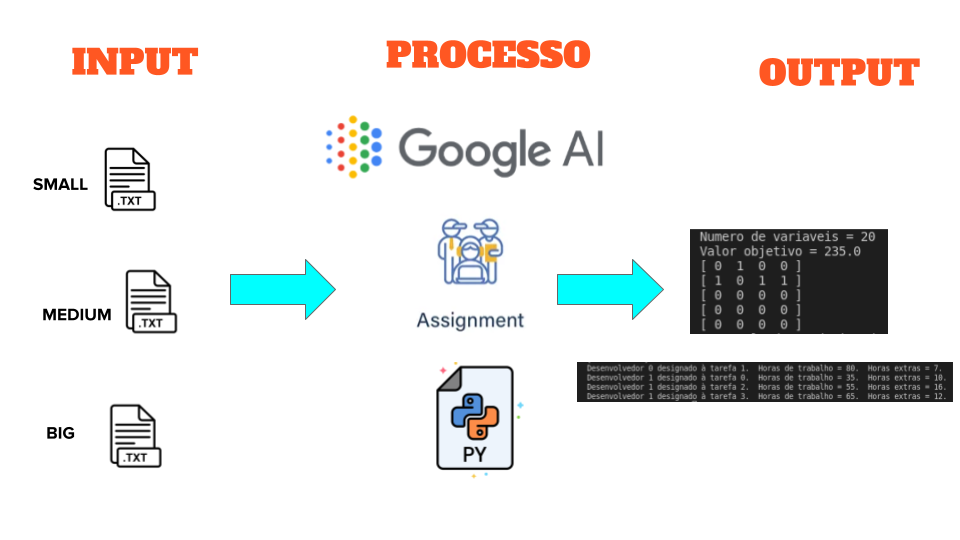 INPUT
PROCESSO
OUTPUT
SMALL
.TXT
MEDIUM
.TXT
BIG
.TXT
Google AI
Assignment
PY
Numero de variaveis = 20
Valor objetivo = 235.0
[ 0 1 0 0 ]
[ 1 0 1 1 ]
[ 0 0 0 0 ]
[ 0 0 0 0 ]
[ 0 0 0 0 ]
Desenvolvedor 0 designado à tarefa 1. Horas de trabalho = 80. Horas extras = 7.
Desenvolvedor 1 designado à tarefa 0. Horas de trabalho = 35. Horas extras = 10.
Desenvolvedor 1 designado à tarefa 2. Horas de trabalho = 55. Horas extras = 16.
Desenvolvedor 1 designado à tarefa 3. Horas de trabalho = 65. Horas extras = 12.